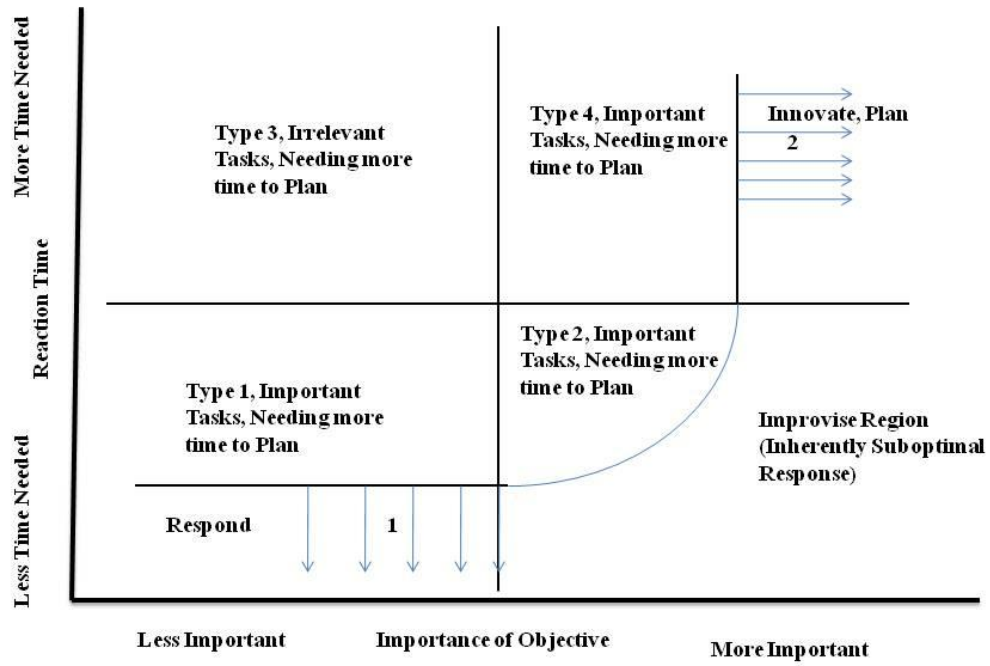 More Time Needed
Reaction Time
Less Time Needed
Type 3, Irrelevant
Tasks, Needing more
time to Plan
Type 4, Important
Tasks, Needing more
time to Plan
Innovate, Plan
2
Type 1, Important
Tasks, Needing more
time to Plan
Type 2, Important
Tasks, Needing more
time to Plan
Improvise Region
(Inherently Suboptimal
Response)
Respond
1
Less Important
Importance of Objective
More Important